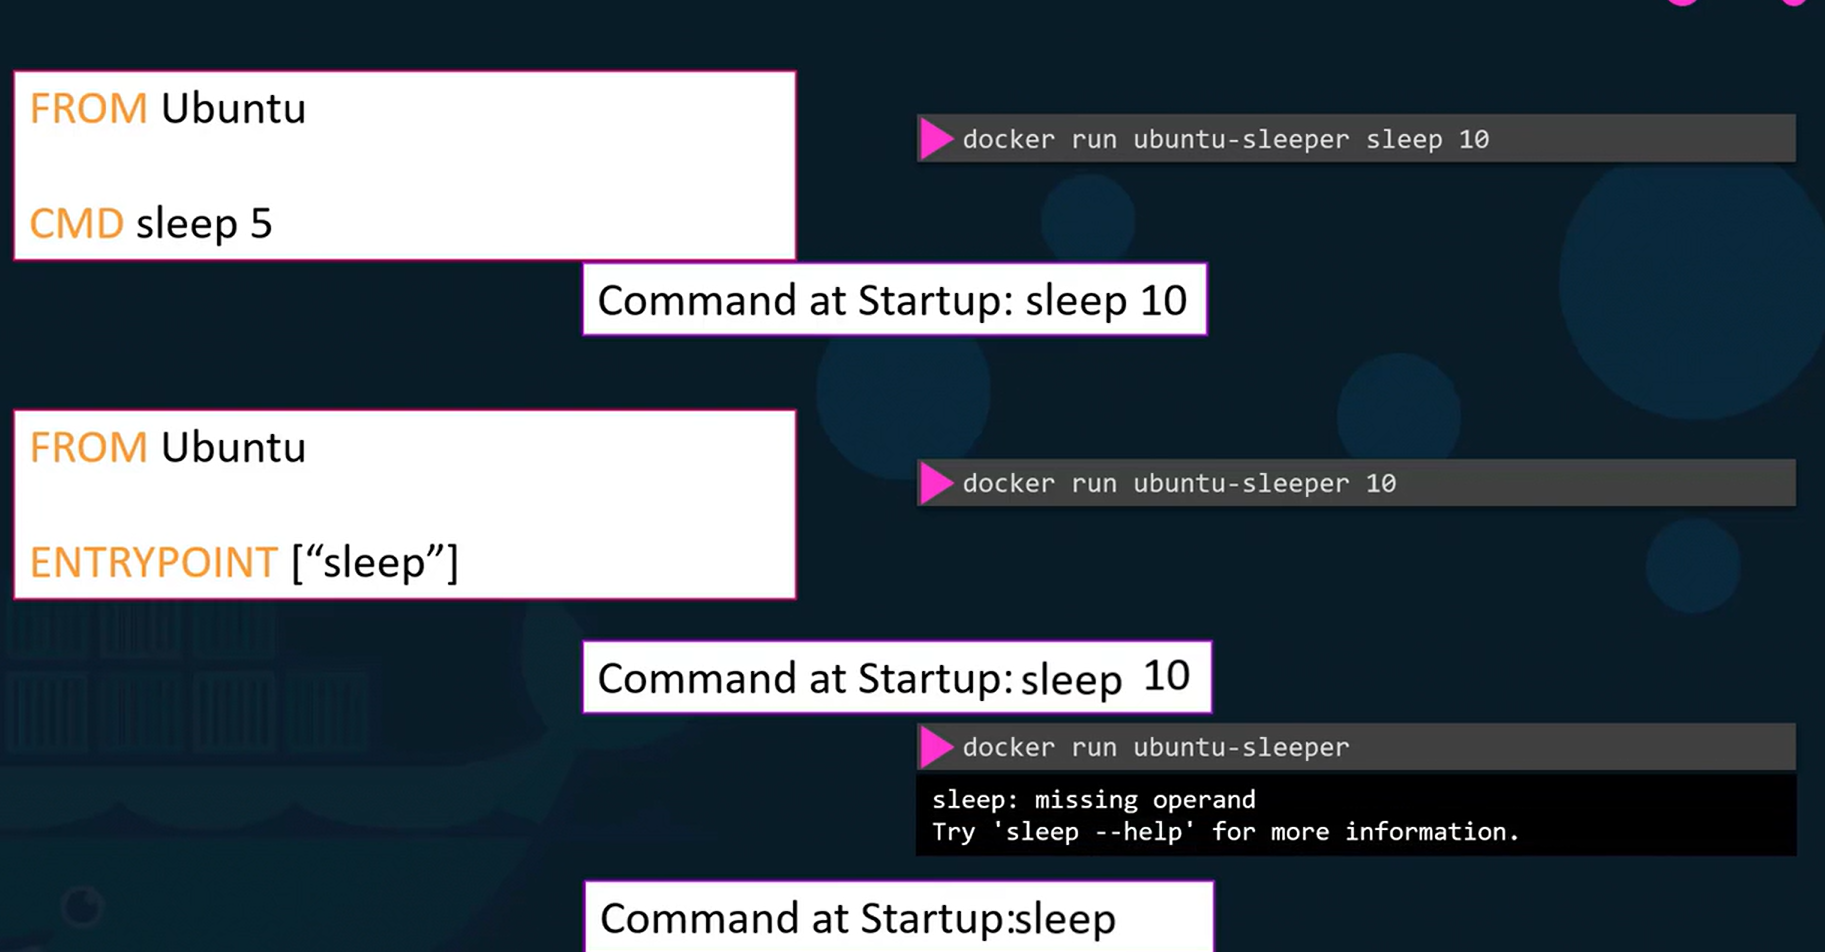 FROM Ubuntu
CMD sleep 5
docker run ubuntu-sleeper sleep 10
Command at Startup: sleep 10
FROM Ubuntu
ENTRYPOINT [“sleep”]
docker run ubuntu-sleeper 10
Command at Startup: sleep 10
docker run ubuntu-sleeper
sleep: missing operand
Try 'sleep --help' for more information.
Command at Startup:sleep